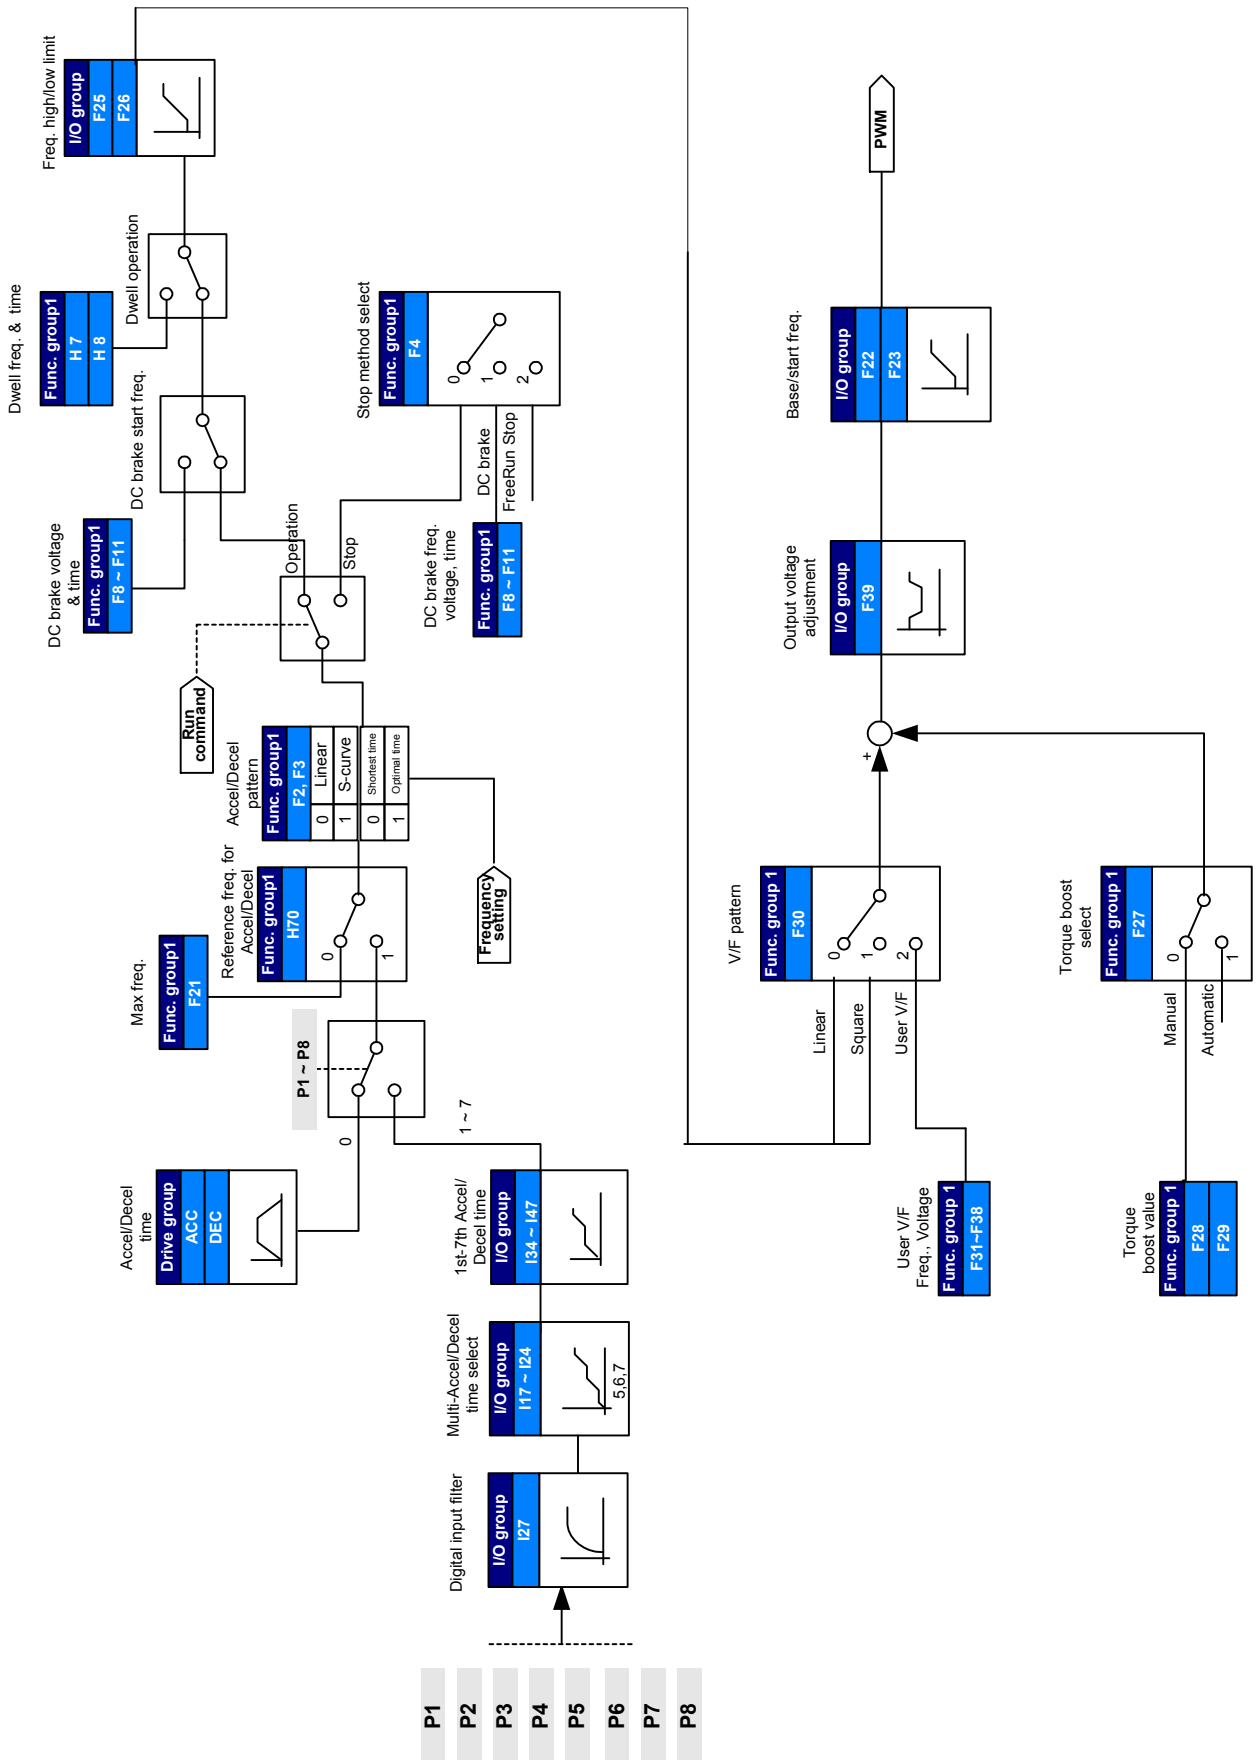 P1
P2
P3
P4
P5
P6
P7
P8
Digital input filter
I/O group
I27
Multi-Accel/Decel
time select
I/O group
I17 ~ I24
5,6,7
1st-7th Accel/
Decel time
I/O group
I34 ~ I47
Accel/Decel
time
Drive group
ACC
DEC
0
1 ~ 7
P1 ~ P8
Max freq.
Func. group1
F21
Reference freq. for
Accel/Decel
Func. group1
H70
0
1
Accel/Decel
pattern
Func. group1
F2, F3
0 Linear
1 S-curve
0 Shortest time
1 Optimal time
Frequency
setting
Run
command
Operation
Stop
DC brake voltage
& time
Func. group1
F8 ~ F11
DC brake start freq.
Dwell freq. & time
Func. group1
H 7
H 8
Dwell operation
Freq. high/low limit
I/O group
F25
F26
Stop method select
Func. group1
F4
0
1
2
DC brake
FreeRun Stop
DC brake freq.
voltage, time
Func. group1
F8 ~ F11
User V/F
Freq., Voltage
Func. group 1
F31~F38
Linear
Square
User V/F
V/F pattern
Func. group 1
F30
0
1
2
+
Torque
boost value
Func. group 1
F28
F29
Manual
Automatic
Torque boost
select
Func. group 1
F27
0
1
Output voltage
adjustment
I/O group
F39
Base/start freq.
I/O group
F22
F23
PWM